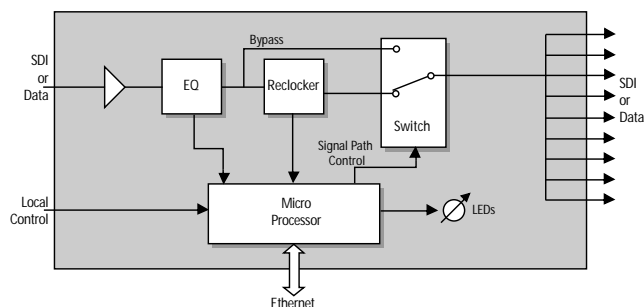 Bypass
SDI
or
Data
EQ
Reclocker
Switch
SDI
or
Data
Signal Path
Control
Local
Control
Micro
Processor
LEDs
Ethernet